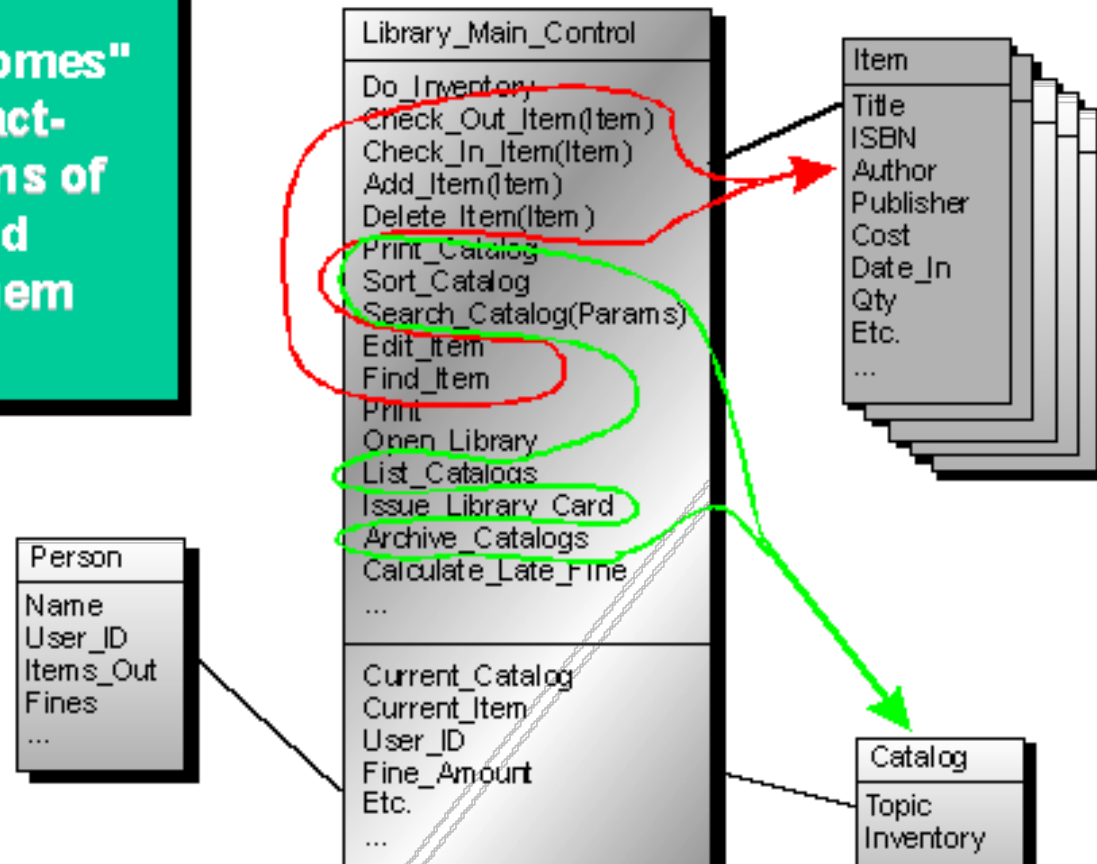 omes"
act-
ns of
d
em
Library_Main_Control
Do_Inventory
Check_Out_Item(Item)
Check_In_Item(Item)
Add_Item(Item)
Delete_Item(Item)
Print_Catalog
Sort_Catalog
Search_Catalog(Params)
Edit_Item
Find_Item
Print
Open_Library
List_Catalogs
Issue_Library_Card
Archive_Catalogs
Calculate_Late_Fine
...
Current_Catalog
Current_Item
User_ID
Fine_Amount
Etc.
...
Item
Title
ISBN
Author
Publisher
Cost
Date_In
Qty
Etc.
...
Person
Name
User_ID
Items_Out
Fines
...
Catalog
Topic
Inventory